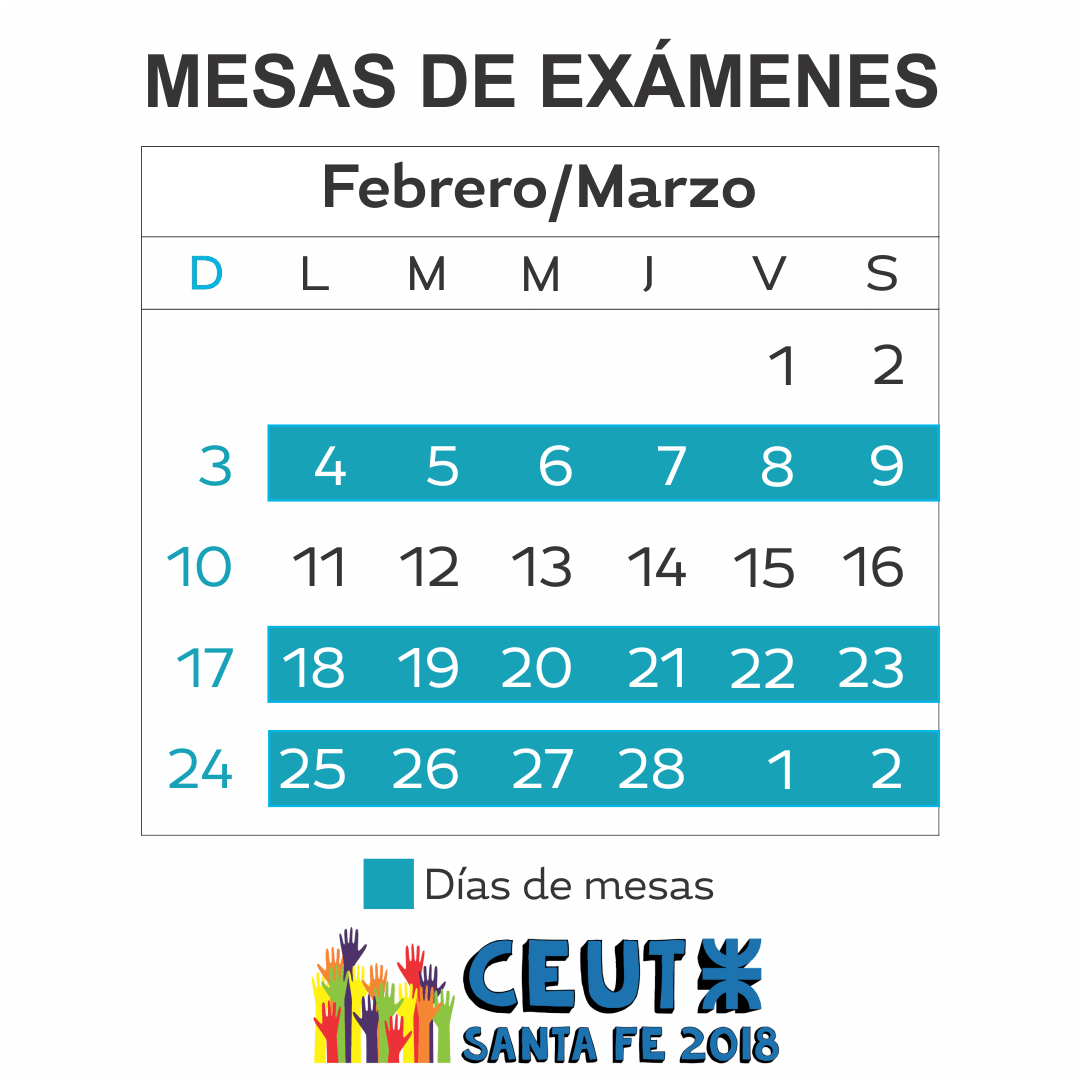 MESAS DE EXÁMENES
Febrero/Marzo
D L M M J V S
1 2
3 4 5 6 7 8 9
10 11 12 13 14 15 16
17 18 19 20 21 22 23
24 25 26 27 28 1 2
Días de mesas
CEUT
SANTA FE 2018